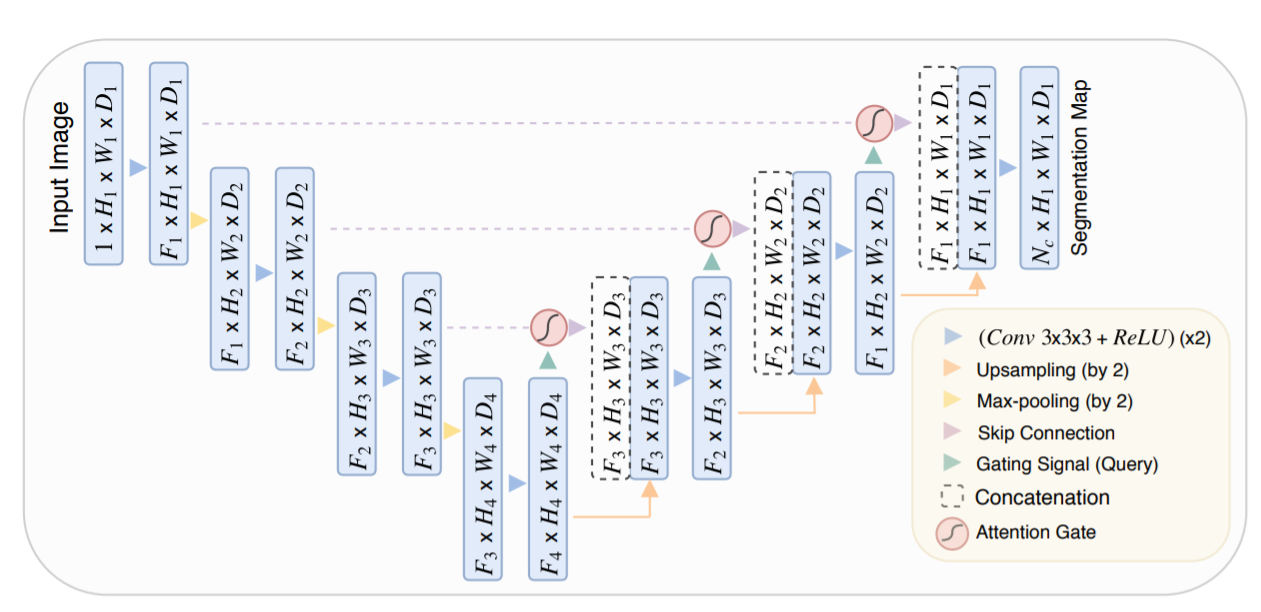 Input Image
1 x H₁ x W₁ x D₁
F₁ x H₁ x W₁ x D₁
F₁ x H₂ x W₂ x D₂
F₂ x H₂ x W₂ x D₂
F₂ x H₃ x W₃ x D₃
F₃ x H₃ x W₃ x D₃
F₃ x H₄ x W₄ x D₄
F₄ x H₄ x W₄ x D₄
F₃ x H₃ x W₃ x D₃
F₃ x H₃ x W₃ x D₃
F₂ x H₃ x W₃ x D₃
F₂ x H₂ x W₂ x D₂
F₂ x H₂ x W₂ x D₂
F₁ x H₂ x W₂ x D₂
F₁ x H₁ x W₁ x D₁
F₁ x H₁ x W₁ x D₁
N_c x H₁ x W₁ x D₁
Segmentation Map
(Conv 3x3x3 + ReLU) (x2)
Upsampling (by 2)
Max-pooling (by 2)
Skip Connection
Gating Signal (Query)
Concatenation
Attention Gate